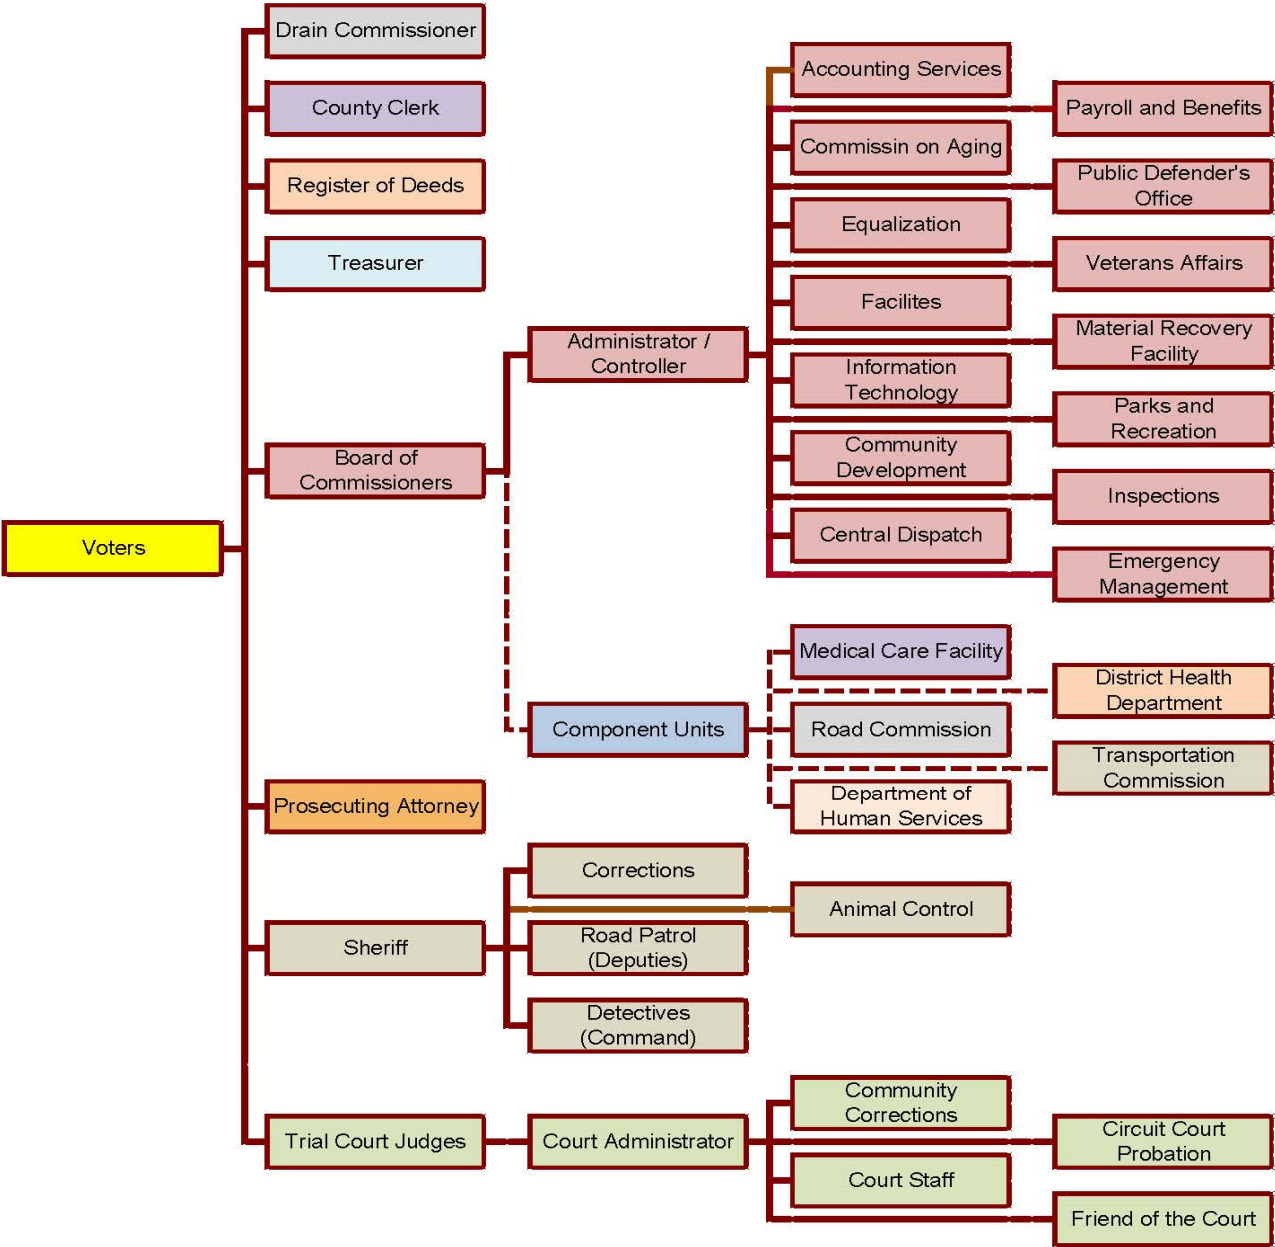 Drain Commissioner
Accounting Services
County Clerk
Payroll and Benefits
Commissin on Aging
Register of Deeds
Public Defender's
Office
Equalization
Treasurer
Veterans Affairs
Facilites
Administrator /
Controller
Material Recovery
Facility
Information
Technology
Parks and
Recreation
Board of
Commissioners
Community
Development
Inspections
Voters
Central Dispatch
Emergency
Management
Medical Care Facility
District Health
Department
Component Units
Road Commission
Transportation
Commission
Prosecuting Attorney
Department of
Human Services
Corrections
Animal Control
Sheriff
Road Patrol
(Deputies)
Detectives
(Command)
Community
Corrections
Trial Court Judges
Court Administrator
Circuit Court
Probation
Court Staff
Friend of the Court